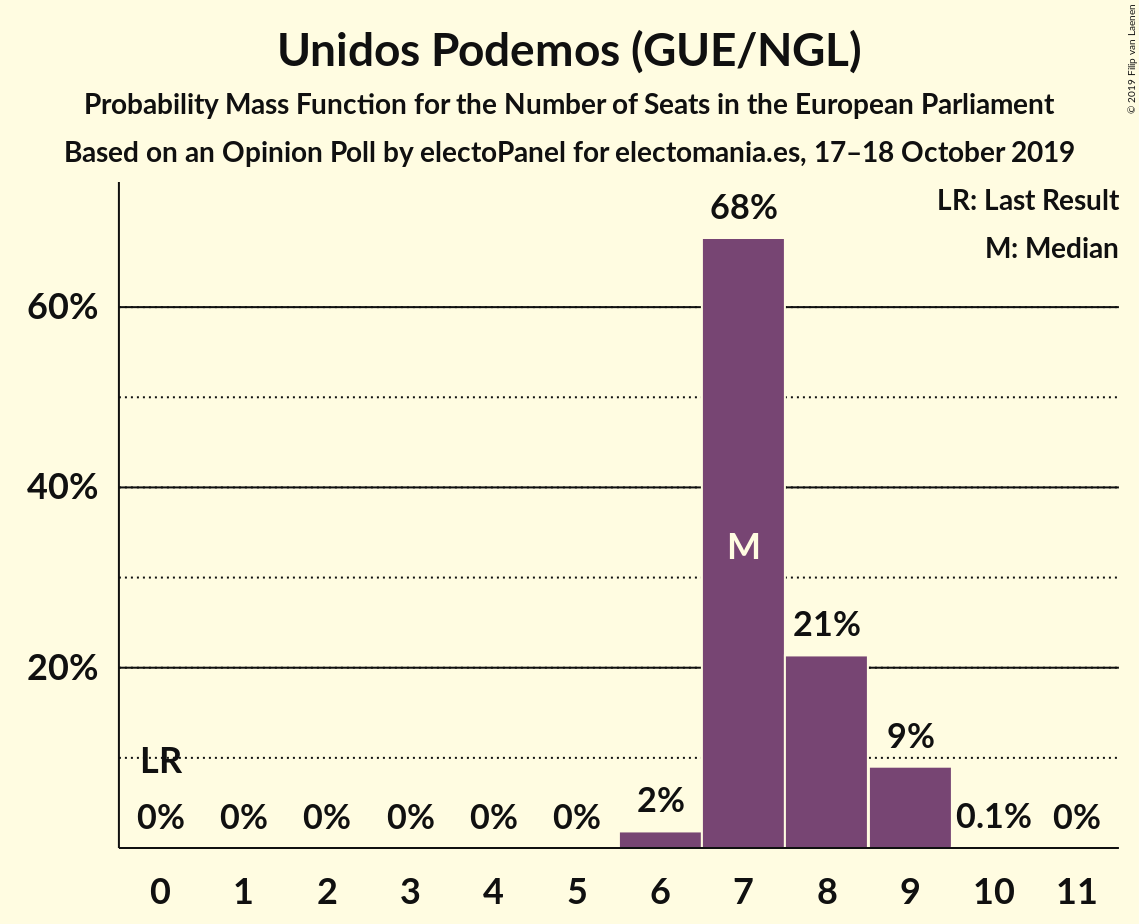 Unidos Podemos (GUE/NGL)
Probability Mass Function for the Number of Seats in the European Parliament
Based on an Opinion Poll by electoPanel for electomania.es, 17–18 October 2019
© 2019 Filip van Laenen
LR: Last Result
M: Median
68%
60%
40%
M
21%
20%
9%
LR
2%
0% 0% 0% 0% 0% 0% 0.1% 0%
0 1 2 3 4 5 6 7 8 9 10 11